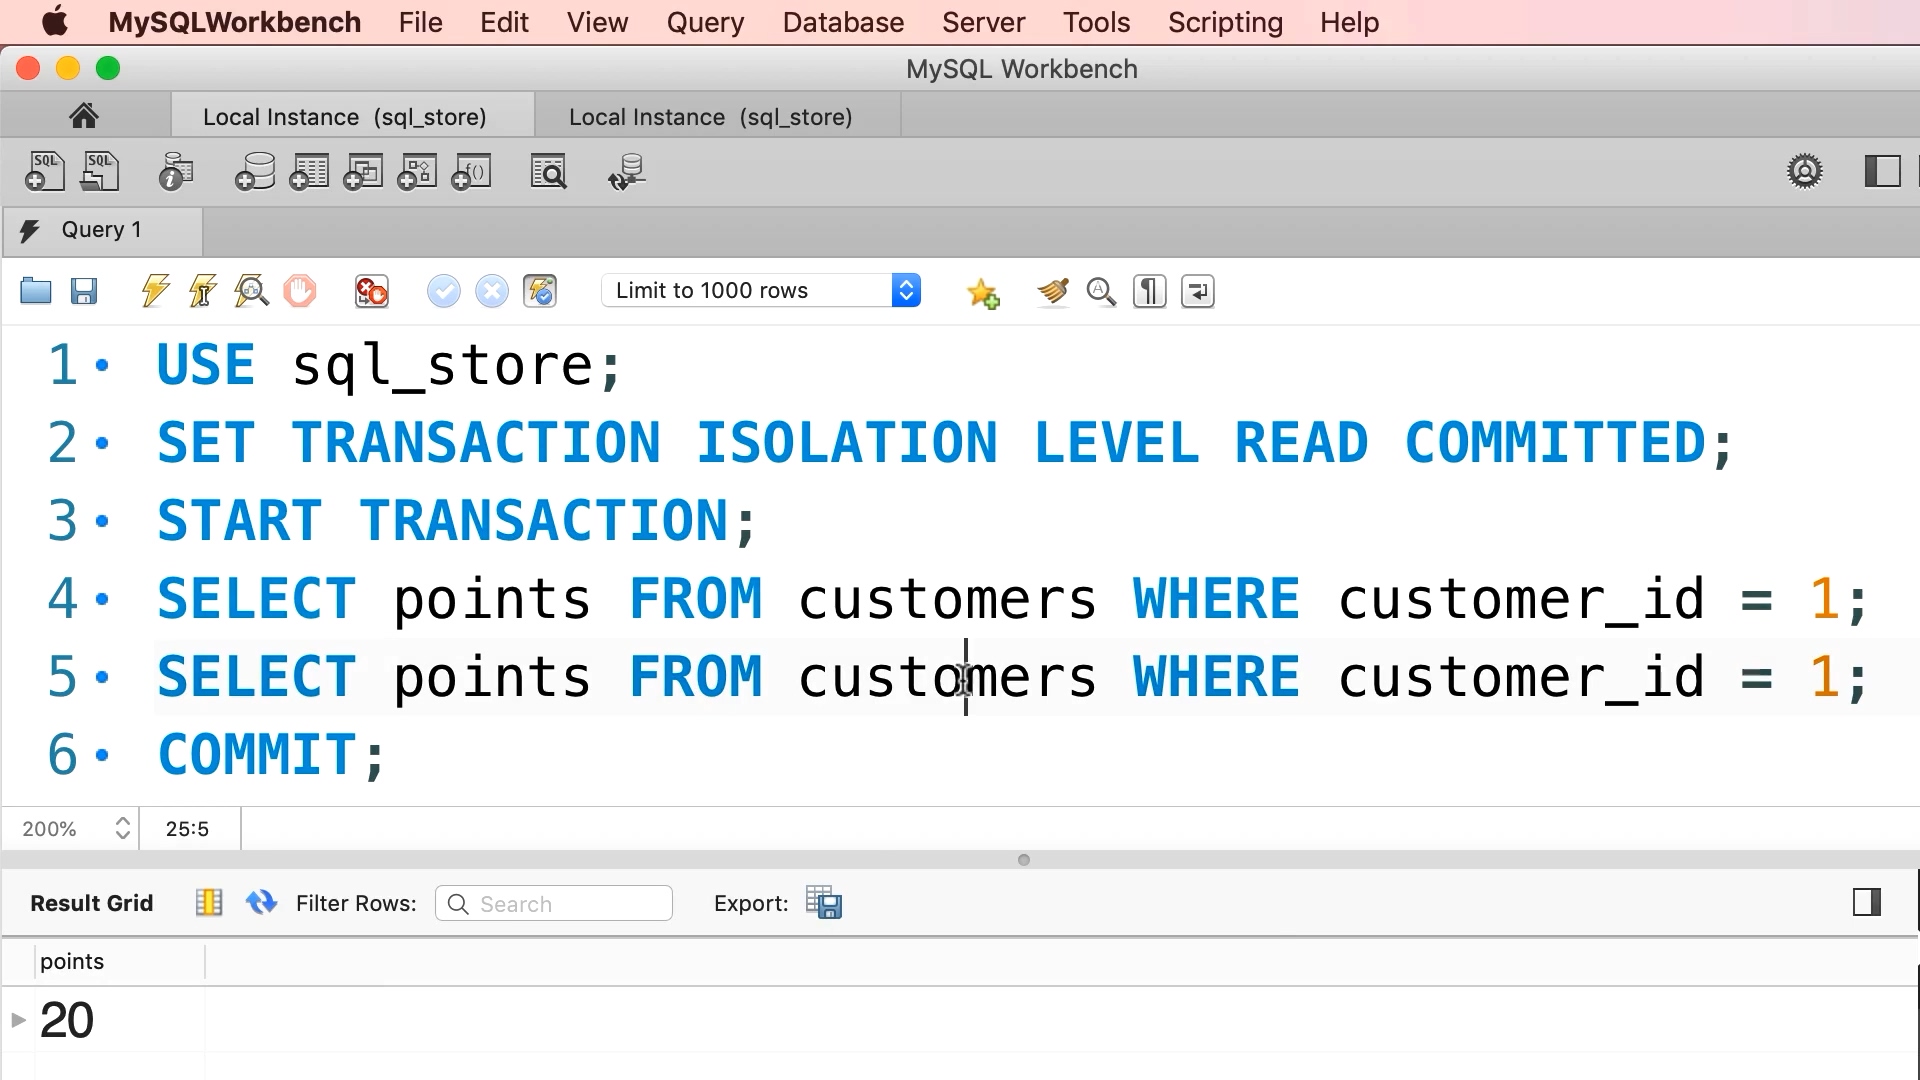 MySQLWorkbench File Edit View Query Database Server Tools Scripting Help
MySQL Workbench
Local Instance (sql_store) Local Instance (sql_store)
SQL SQL
Query 1
Limit to 1000 rows
1 USE sql_store;
2 SET TRANSACTION ISOLATION LEVEL READ COMMITTED;
3 START TRANSACTION;
4 SELECT points FROM customers WHERE customer_id = 1;
5 SELECT points FROM customers WHERE customer_id = 1;
6 COMMIT;
200% 25:5
Result Grid Filter Rows: Search Export:
points
20